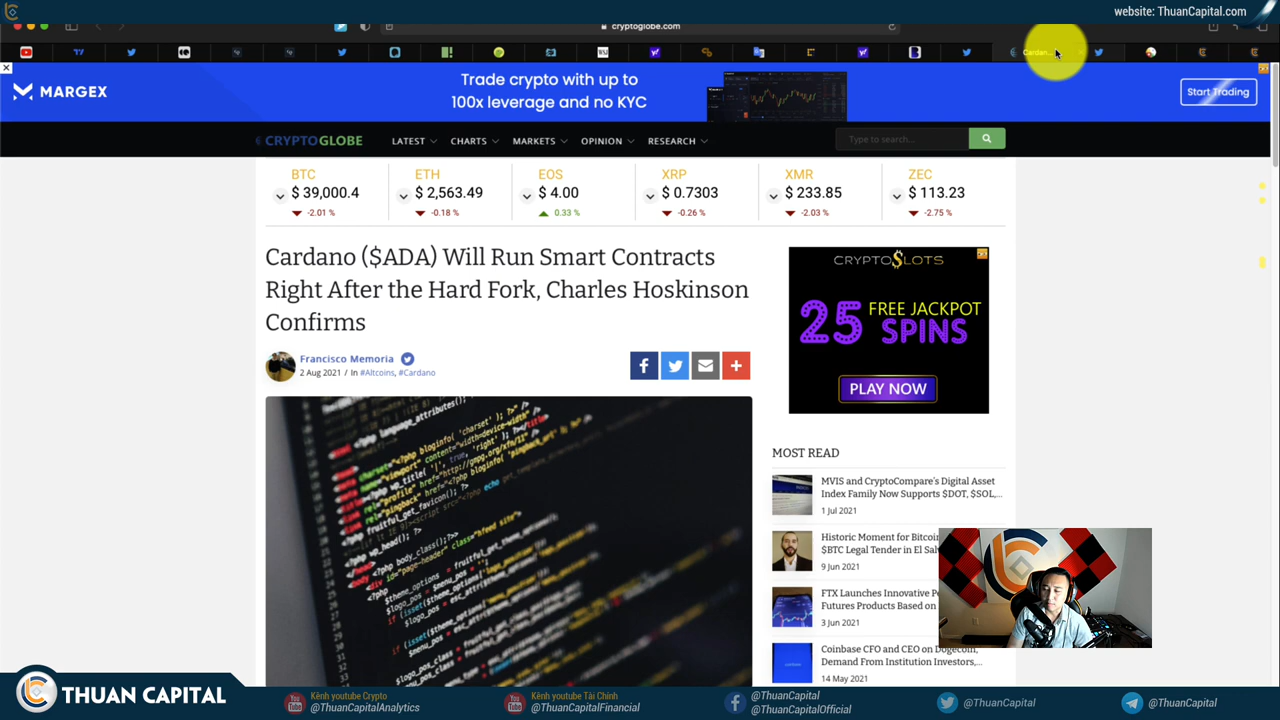 website: ThuanCapital.com
cryptoglobe.com
Cardan...
MARGEX
Trade crypto with up to
100x leverage and no KYC
Start Trading
CRYPTOGLOBE
LATEST
CHARTS
MARKETS
OPINION
RESEARCH
Type to search...
BTC
$ 39,000.4
-2.01 %
ETH
$ 2,563.49
-0.18 %
EOS
$ 4.00
0.33 %
XRP
$ 0.7303
-0.26 %
XMR
$ 233.85
-2.03 %
ZEC
$ 113.23
-2.75 %
Cardano ($ADA) Will Run Smart Contracts
Right After the Hard Fork, Charles Hoskinson
Confirms
Francisco Memoria
2 Aug 2021 / In #Altcoins, #Cardano
CRYPTOSLOTS
25 FREE JACKPOT
SPINS
PLAY NOW
MOST READ
MVIS and CryptoCompare's Digital Asset
Index Family Now Supports $DOT, $SOL,...
1 Jul 2021
Historic Moment for Bitcoin
$BTC Legal Tender in El Salv
9 Jun 2021
FTX Launches Innovative Pe
Futures Products Based on
3 Jun 2021
Coinbase CFO and CEO on Dogecoin,
Demand From Institution Investors,...
14 May 2021
THUAN CAPITAL
Kênh youtube Crypto
@ThuanCapitalAnalytics
Kênh youtube Tài Chính
@ThuanCapitalFinancial
@ThuanCapital
@ThuanCapitalOfficial
@ThuanCapital
@ThuanCapital